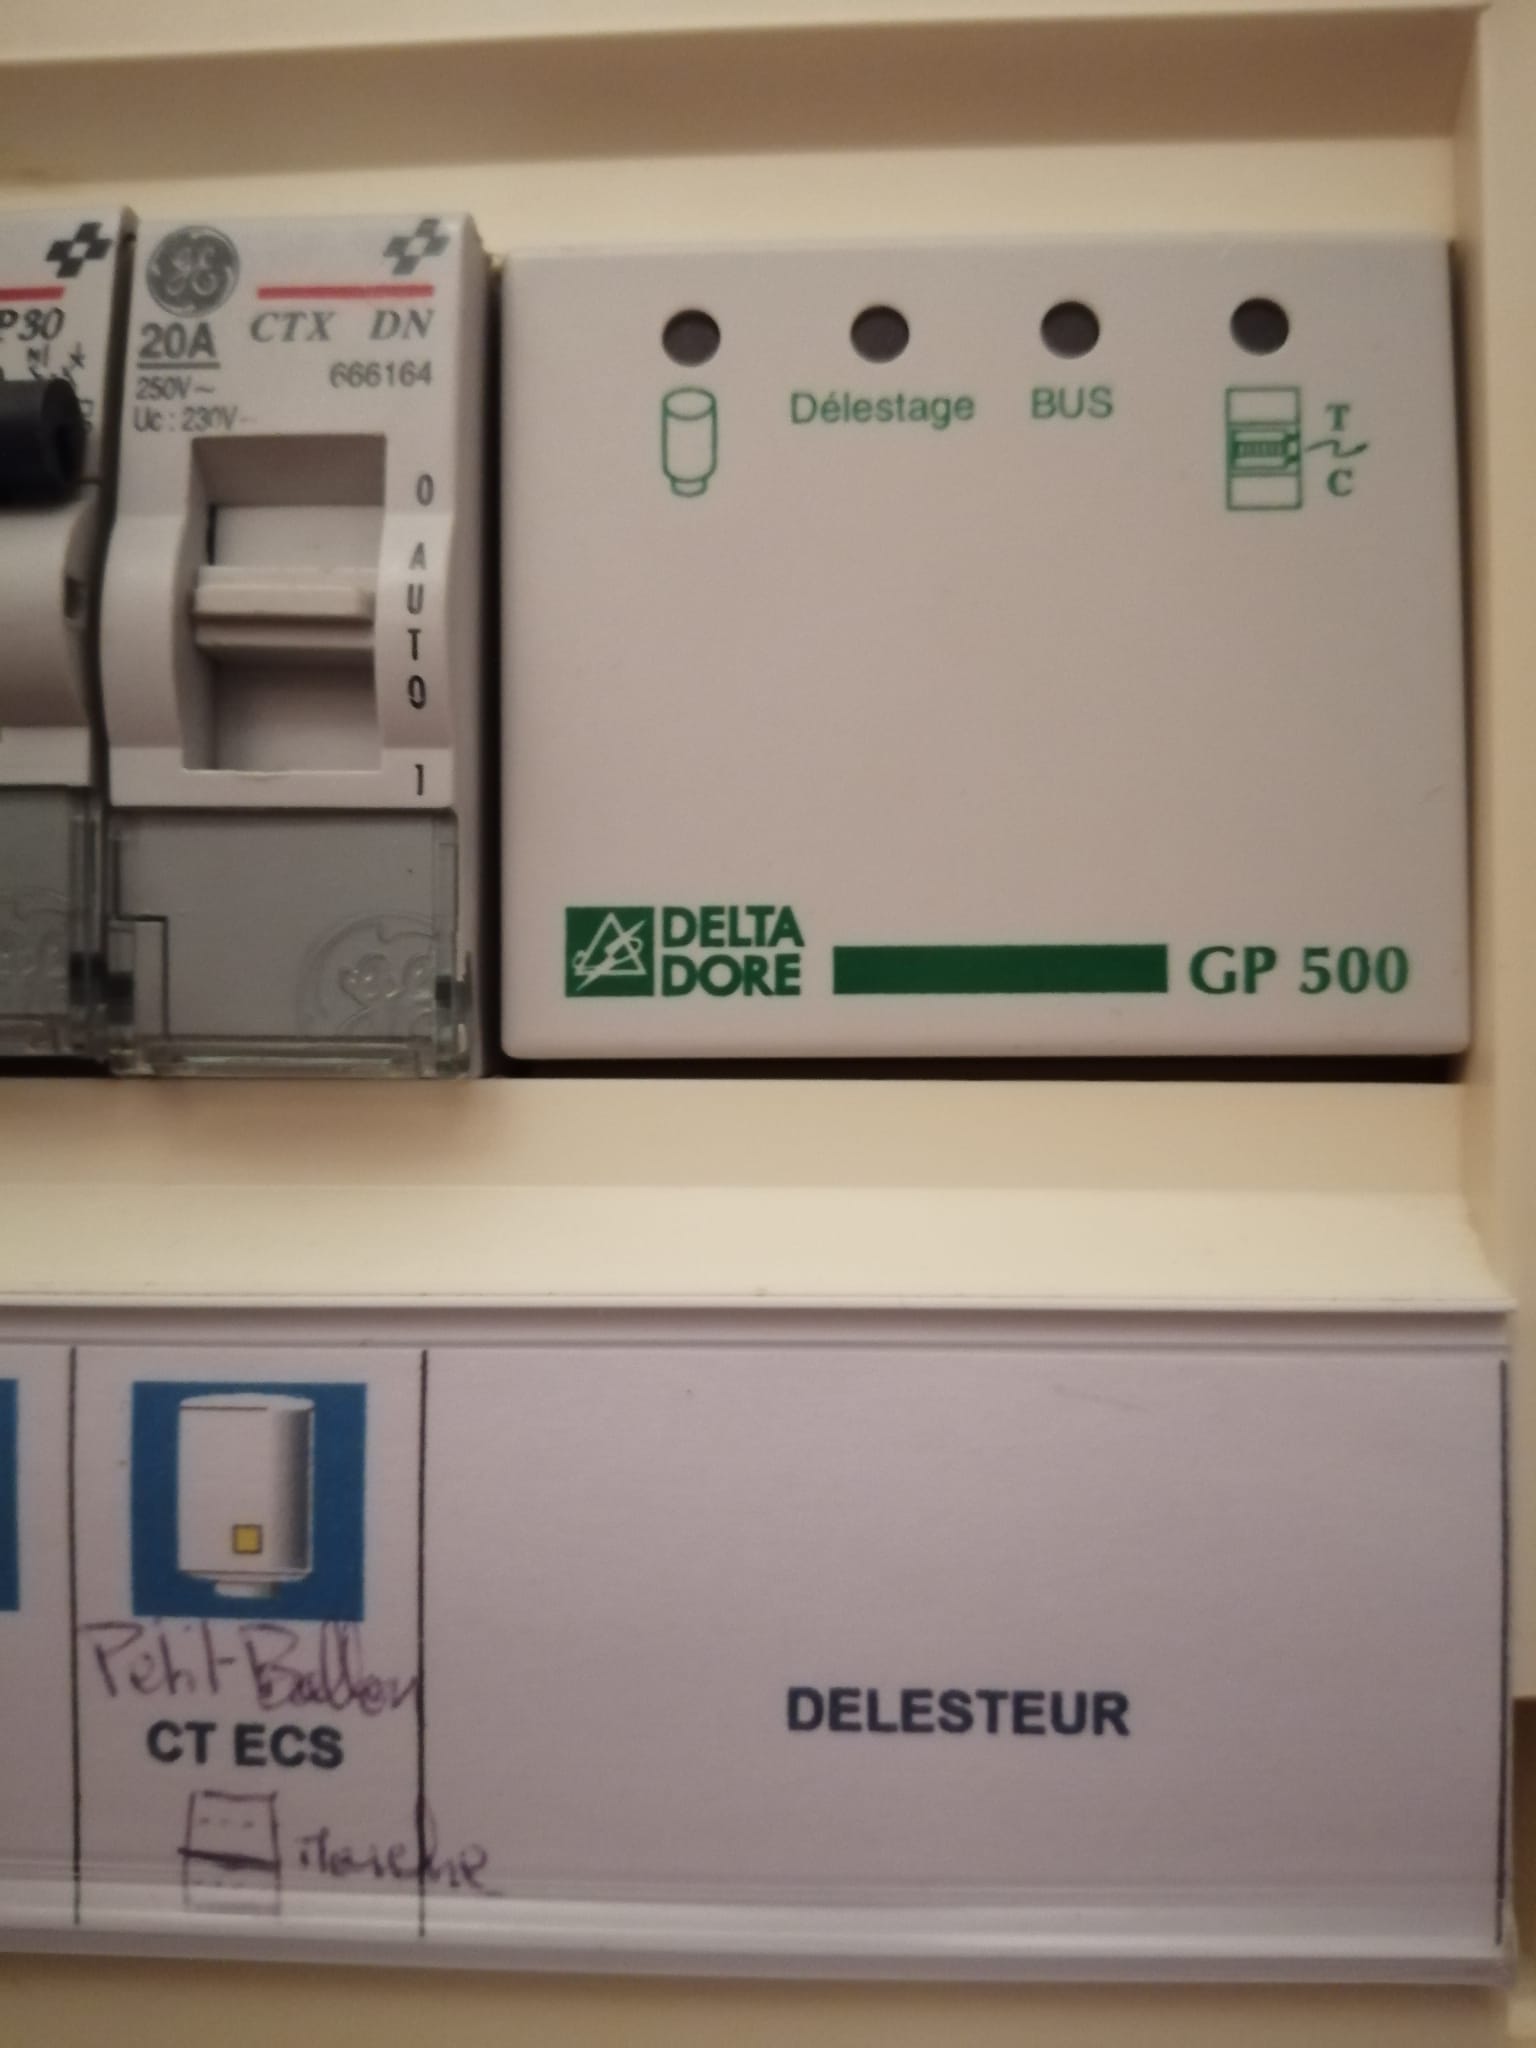 P30
20A
CTX DN
666164
250V~
Uc : 230V~
0
AUTO
1
Délestage
BUS
T
C
DELTA
DORE
GP 500
Petit-Ballon
CT ECS
Marche
DELESTEUR